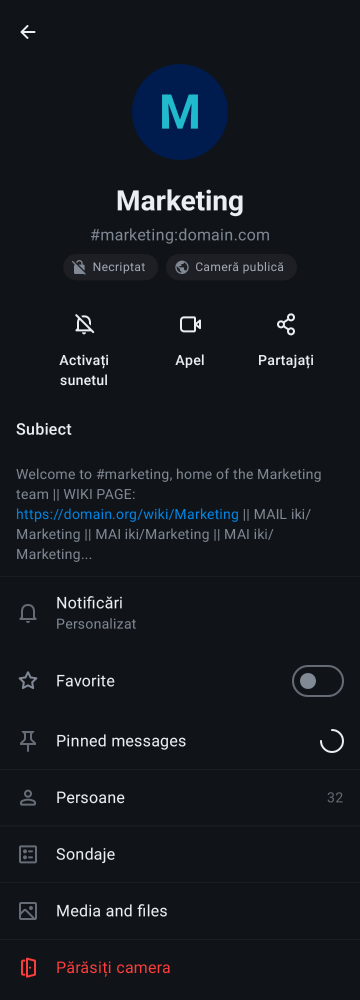 M
Marketing
#marketing:domain.com
Necriptat
Cameră publică
Activați
sunetul
Apel
Partajați
Subiect
Welcome to #marketing, home of the Marketing
team || WIKI PAGE:
https://domain.org/wiki/Marketing || MAIL iki/
Marketing || MAI iki/Marketing || MAI iki/
Marketing...
Notificări
Personalizat
Favorite
Pinned messages
Persoane
32
Sondaje
Media and files
Părăsiți camera